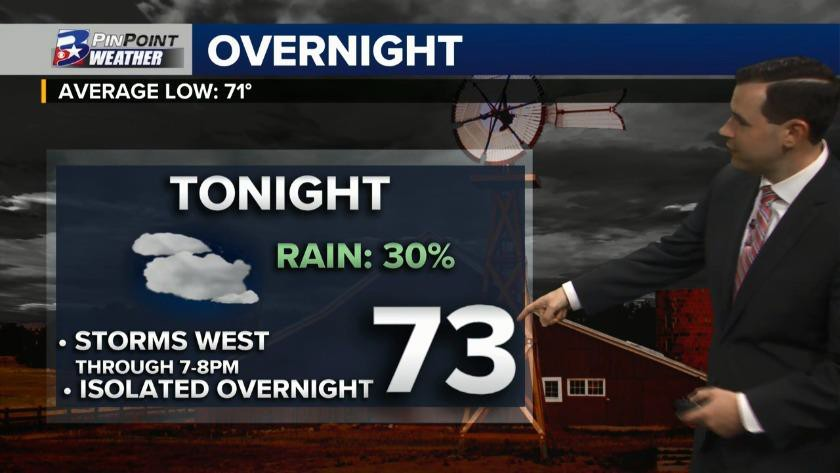 PINPOINT
WEATHER
OVERNIGHT
AVERAGE LOW: 71°
TONIGHT
RAIN: 30%
73
• STORMS WEST
THROUGH 7-8PM
• ISOLATED OVERNIGHT